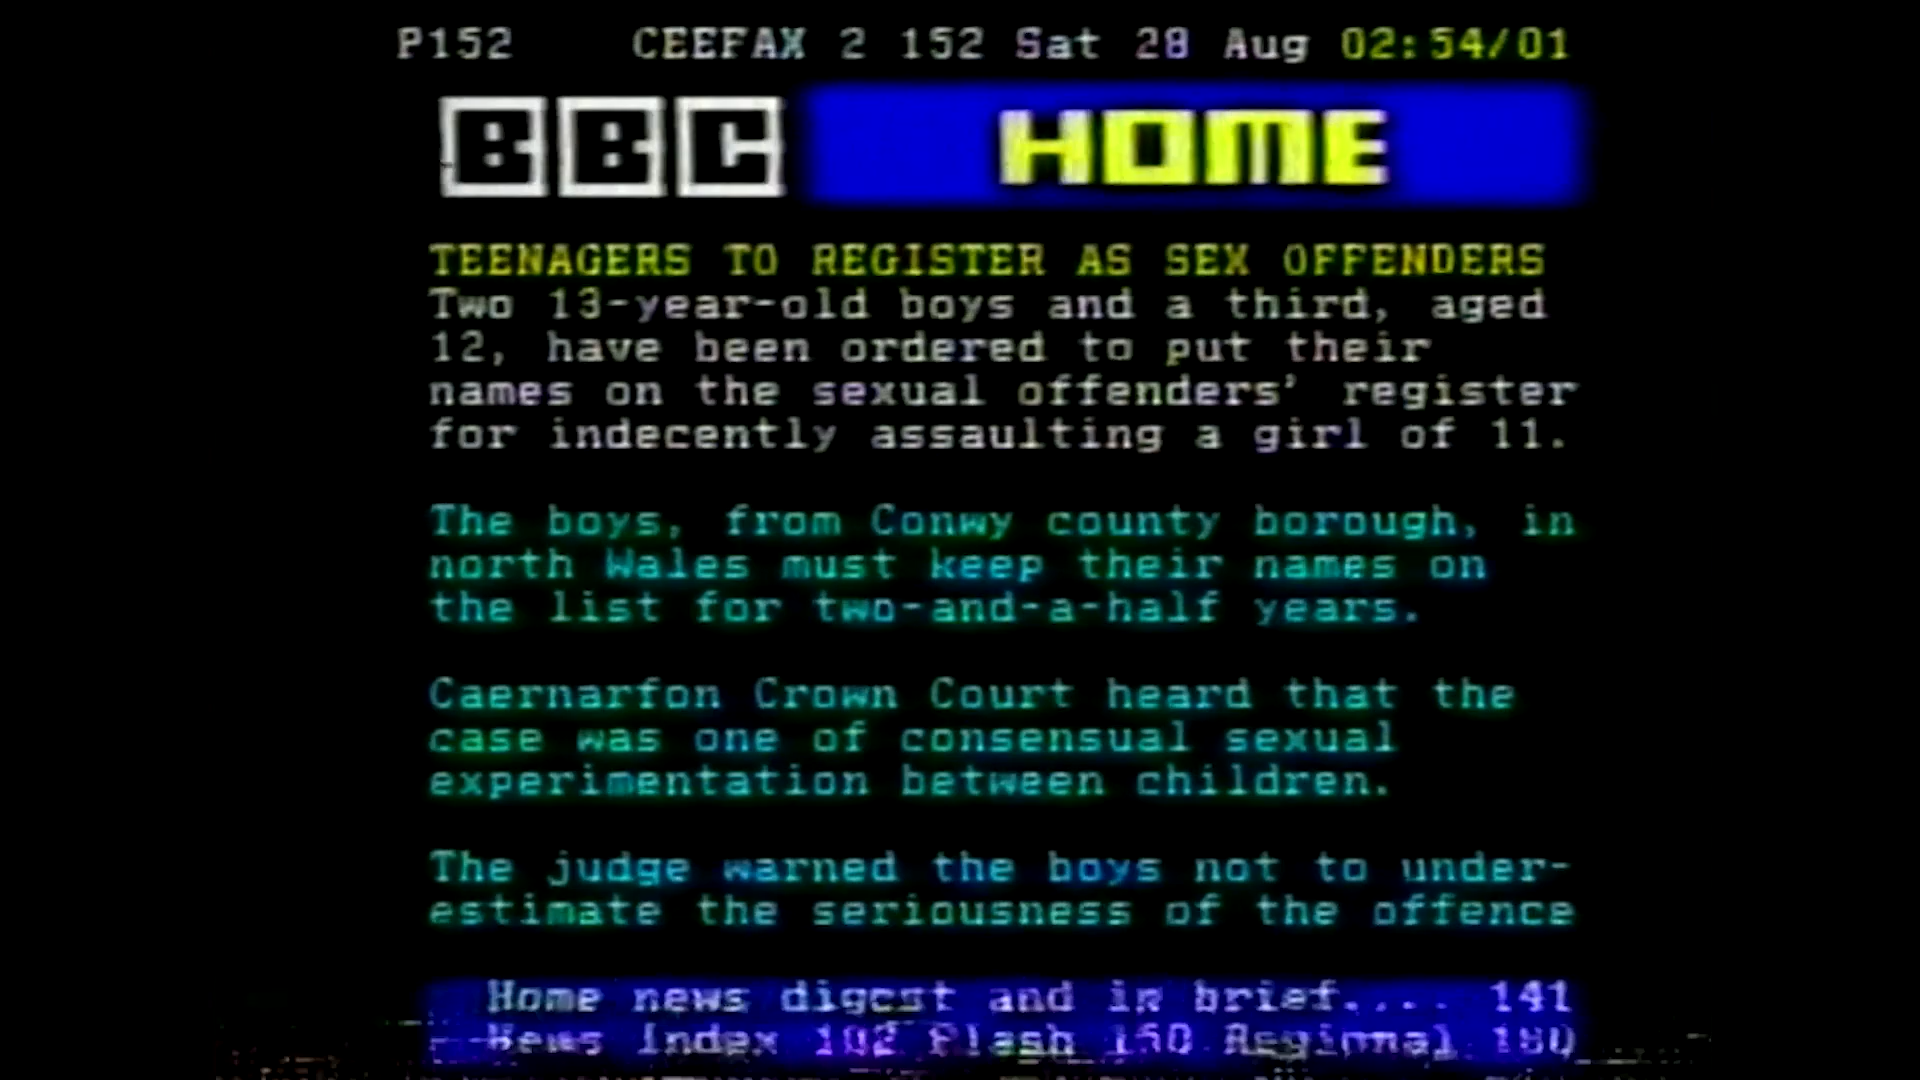 P152 CEEFAX 2 152 Sat 28 Aug 02:54/01
BBC HOME
TEENAGERS TO REGISTER AS SEX OFFENDERS
Two 13-year-old boys and a third, aged
12, have been ordered to put their
names on the sexual offenders' register
for indecently assaulting a girl of 11.
The boys, from Conwy county borough, in
north Wales must keep their names on
the list for two-and-a-half years.
Caernarfon Crown Court heard that the
case was one of consensual sexual
experimentation between children.
The judge warned the boys not to under-
estimate the seriousness of the offence
Home news digest and in brief.... 141
News Index 102 Flash 150 Regional 160